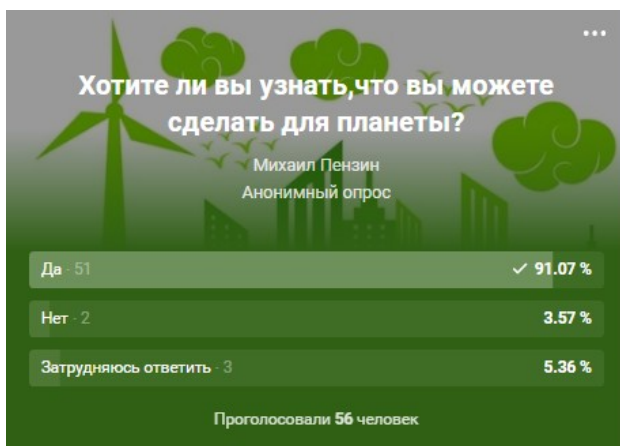 Хотите ли вы узнать,что вы можете
сделать для планеты?
Михаил Пензин
Анонимный опрос
Да · 51 91.07 %
Нет · 2 3.57 %
Затрудняюсь ответить · 3 5.36 %
Проголосовали 56 человек